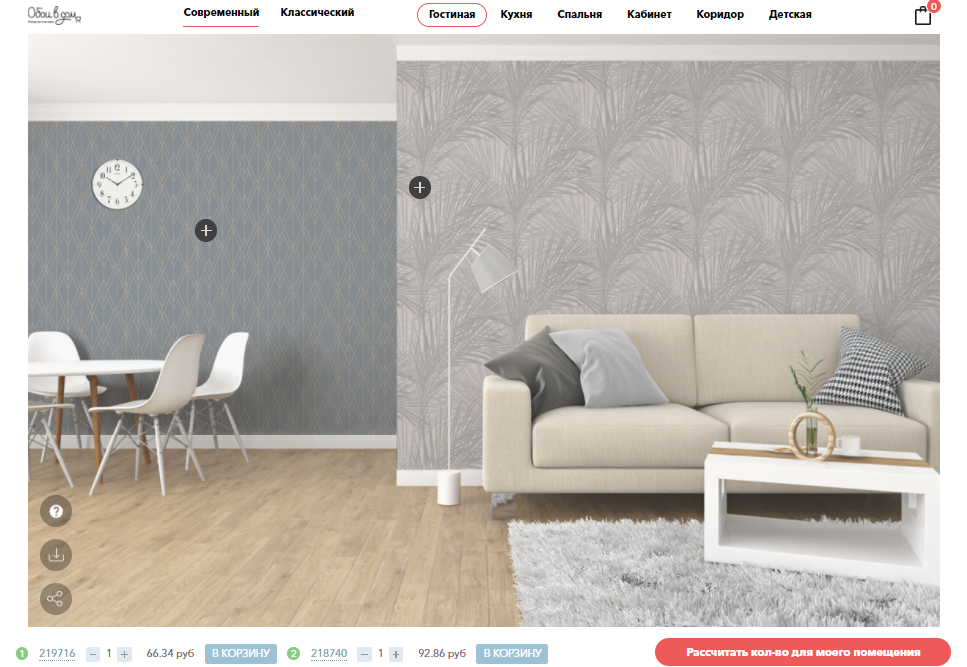 Обои в дом
Современный Классический Гостиная Кухня Спальня Кабинет Коридор Детская 0
?
1 219716 − 1 + 66.34 руб В КОРЗИНУ 2 218740 − 1 + 92.86 руб В КОРЗИНУ Рассчитать кол-во для моего помещения